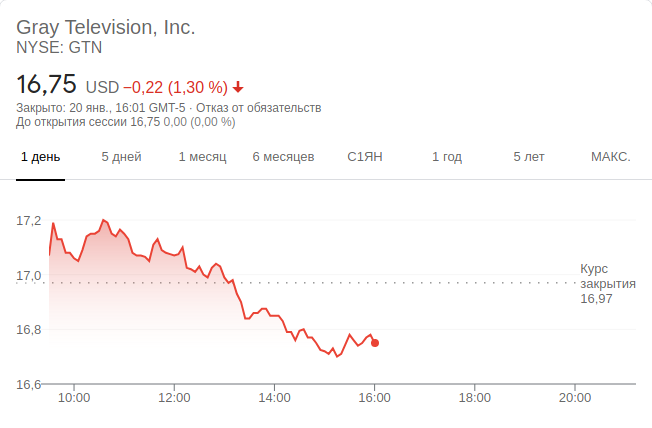 Gray Television, Inc.
NYSE: GTN
16,75 USD −0,22 (1,30 %)
Закрыто: 20 янв., 16:01 GMT-5 · Отказ от обязательств
До открытия сессии 16,75 0,00 (0,00 %)
1 день 5 дней 1 месяц 6 месяцев С1ЯН 1 год 5 лет МАКС.
17,2
17,0
16,8
16,6
Курс
закрытия
16,97
10:00 12:00 14:00 16:00 18:00 20:00